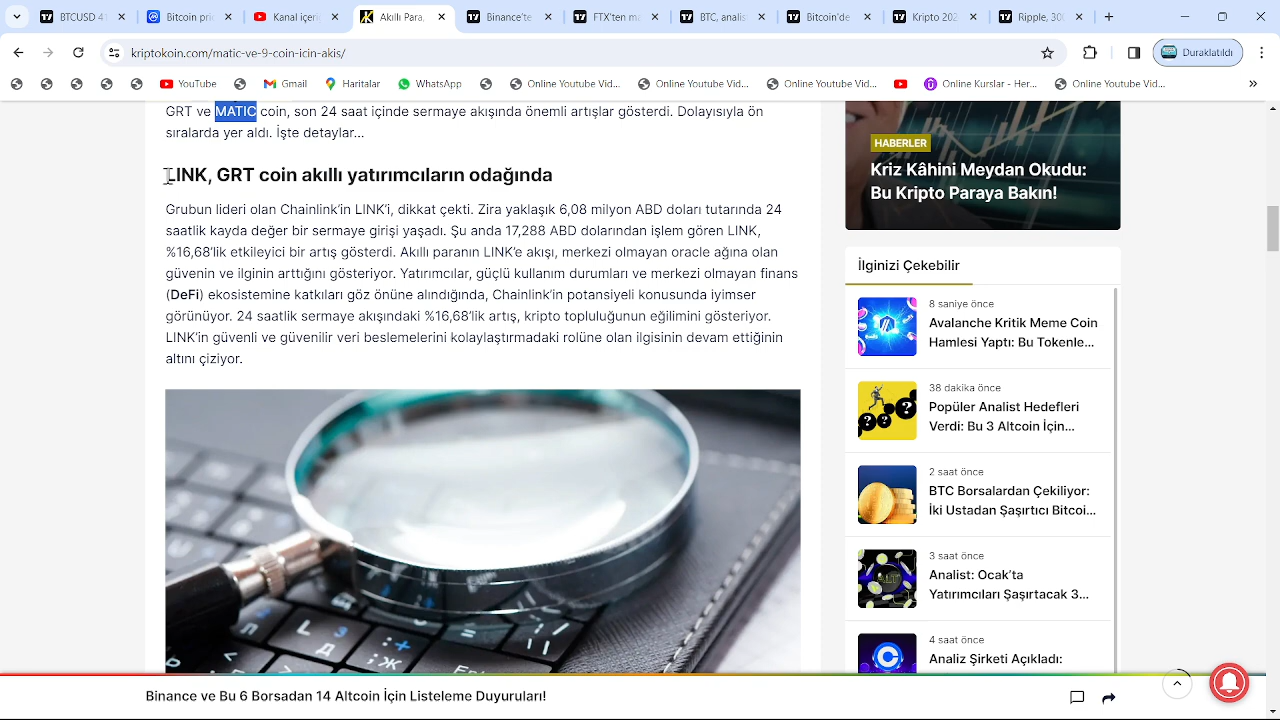 BTCUSD 41
Bitcoin pric
Kanal içeri
Akıllı Para,
Binance'te
FTX'ten mu
BTC, analis
Bitcoin'de
Kripto 202
Ripple, 30
kriptokoin.com/matic-ve-9-coin-icin-akis/
Duraklatıldı
YouTube
Gmail
Haritalar
WhatsApp
Online Youtube Vid...
Online Youtube Vid...
Online Youtube Vid...
Online Kurslar - Her...
Online Youtube Vid...
GRT ve MATIC coin, son 24 saat içinde sermaye akışında önemli artışlar gösterdi. Dolayısıyla ön
sıralarda yer aldı. İşte detaylar…
LINK, GRT coin akıllı yatırımcıların odağında
Grubun lideri olan Chainlink'in LINK'i, dikkat çekti. Zira yaklaşık 6,08 milyon ABD doları tutarında 24
saatlik kayda değer bir sermaye girişi yaşadı. Şu anda 17,288 ABD dolarından işlem gören LINK,
%16,68'lik etkileyici bir artış gösterdi. Akıllı paranın LINK'e akışı, merkezi olmayan oracle ağına olan
güvenin ve ilginin arttığını gösteriyor. Yatırımcılar, güçlü kullanım durumları ve merkezi olmayan finans
(DeFi) ekosistemine katkıları göz önüne alındığında, Chainlink'in potansiyeli konusunda iyimser
görünüyor. 24 saatlik sermaye akışındaki %16,68'lik artış, kripto topluluğunun eğilimini gösteriyor.
LINK'in güvenli ve güvenilir veri beslemelerini kolaylaştırmadaki rolüne olan ilgisinin devam ettiğinin
altını çiziyor.
HABERLER
Kriz Kâhini Meydan Okudu:
Bu Kripto Paraya Bakın!
İlginizi Çekebilir
8 saniye önce
Avalanche Kritik Meme Coin
Hamlesi Yaptı: Bu Tokenle...
38 dakika önce
Popüler Analist Hedefleri
Verdi: Bu 3 Altcoin İçin...
2 saat önce
BTC Borsalardan Çekiliyor:
İki Ustadan Şaşırtıcı Bitcoi...
3 saat önce
Analist: Ocak'ta
Yatırımcıları Şaşırtacak 3...
4 saat önce
Analiz Şirketi Açıkladı:
Binance ve Bu 6 Borsadan 14 Altcoin İçin Listeleme Duyuruları!